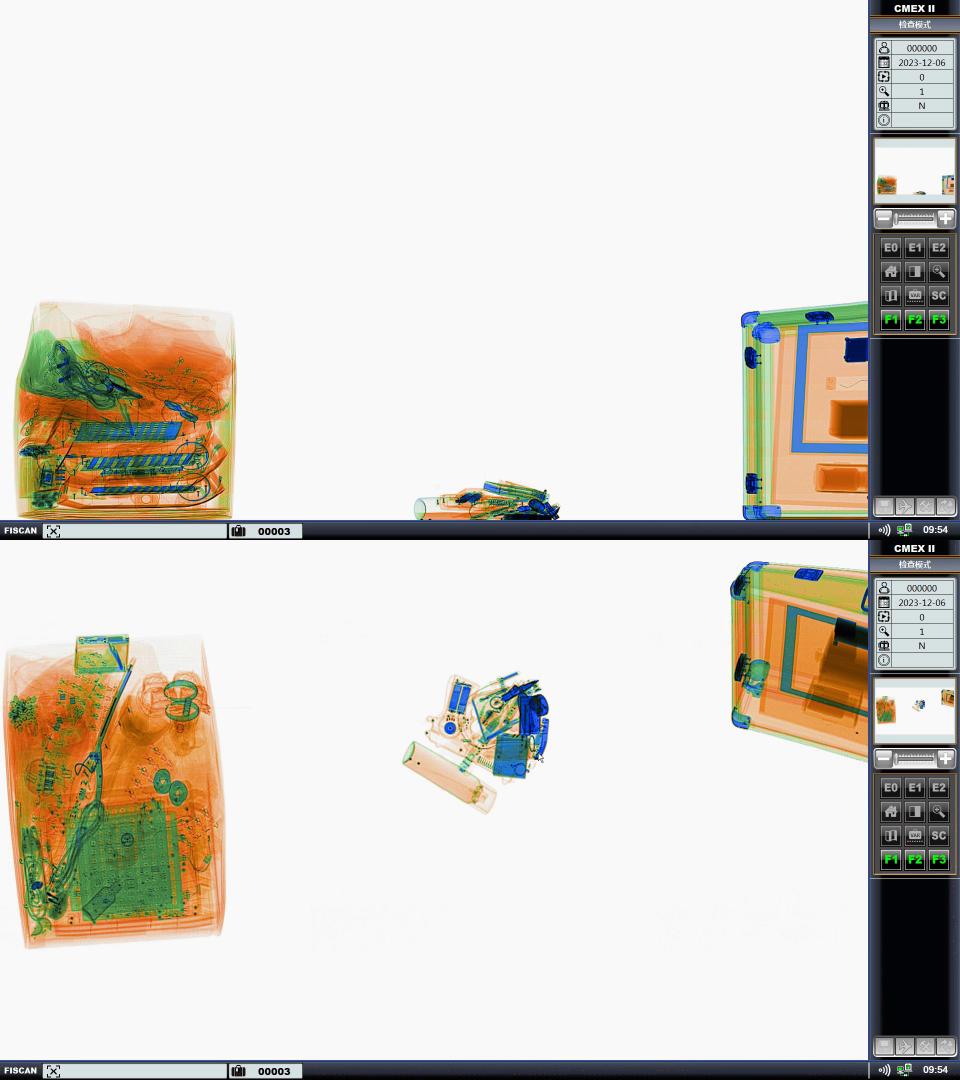 CMEX II
检查模式
000000
2023-12-06
0
1
N
E0 E1 E2
VAR SC
F1 F2 F3
FISCAN 00003 09:54
CMEX II
检查模式
000000
2023-12-06
0
1
N
E0 E1 E2
VAR SC
F1 F2 F3
FISCAN 00003 09:54